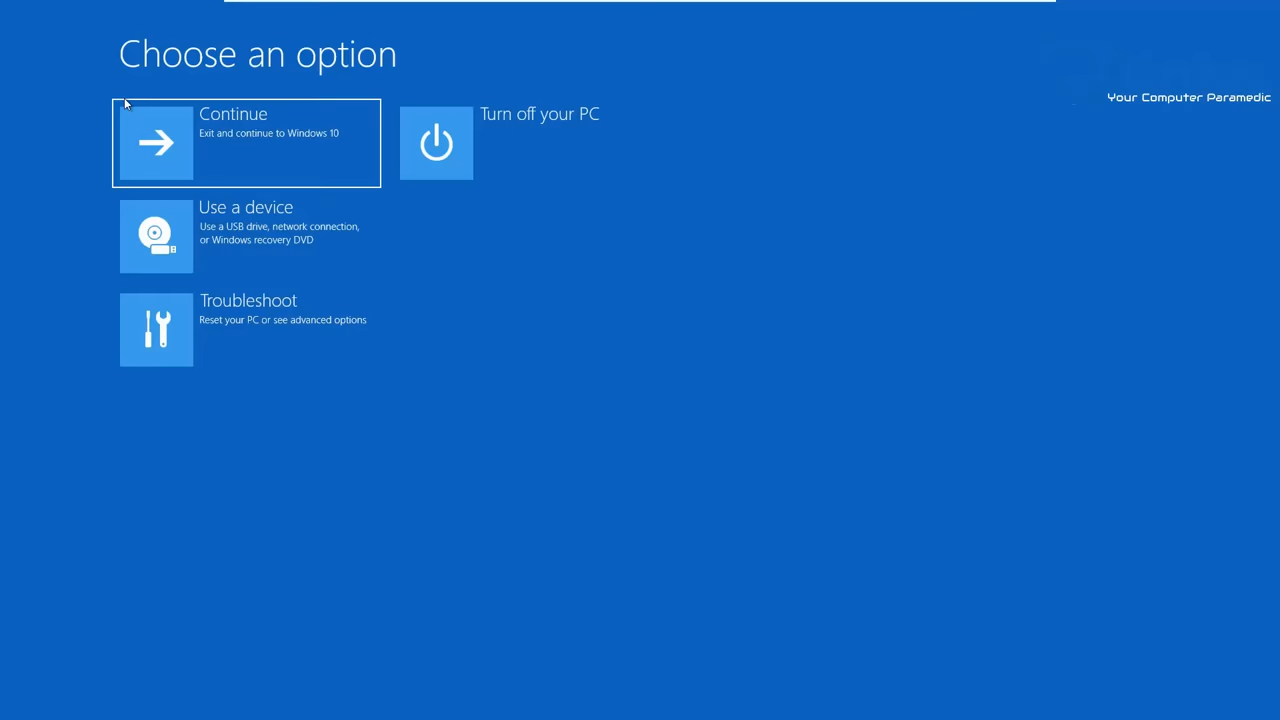 Choose an option
Your Computer Paramedic
Continue
Exit and continue to Windows 10
Turn off your PC
Use a device
Use a USB drive, network connection,
or Windows recovery DVD
Troubleshoot
Reset your PC or see advanced options